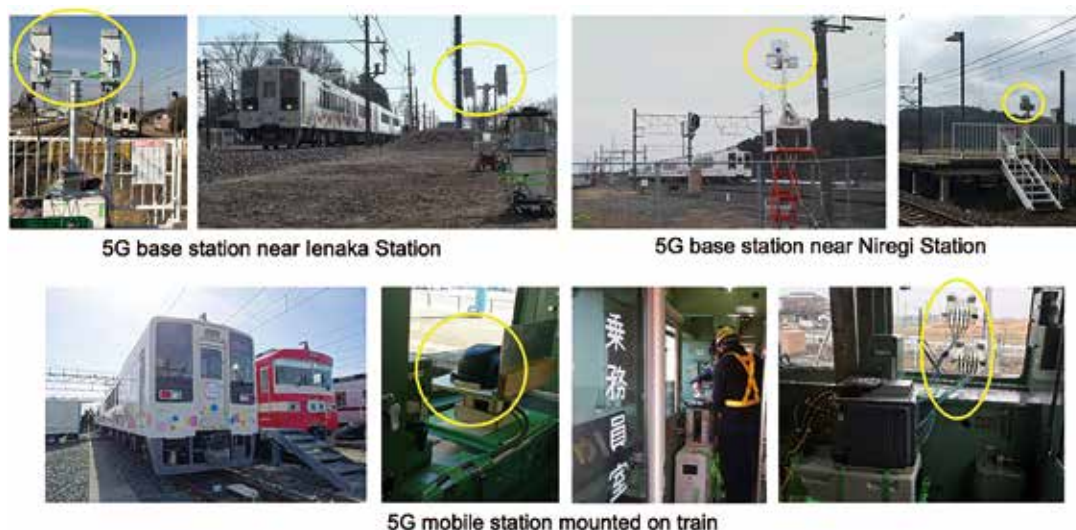 5G base station near Ienaka Station
5G base station near Niregi Station
乗務員室
5G mobile station mounted on train